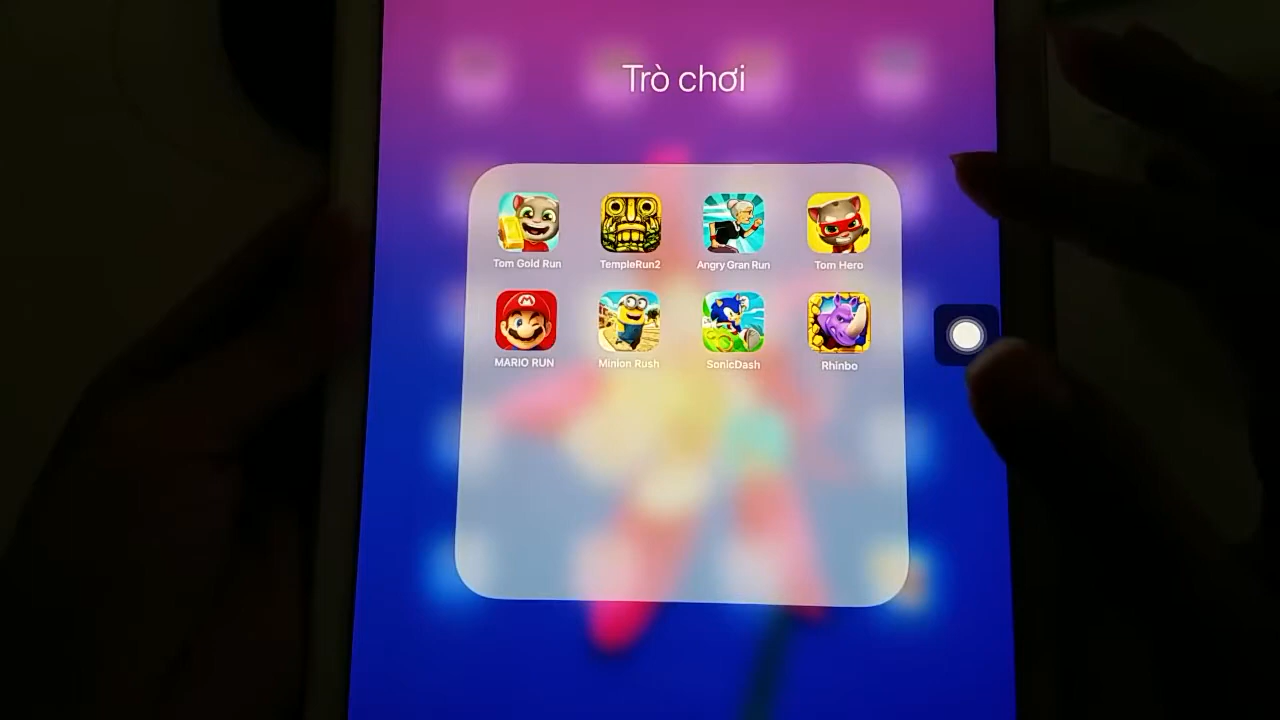 Trò chơi
Tom Gold Run
TempleRun2
Angry Gran Run
Tom Hero
MARIO RUN
Minion Rush
SonicDash
Rhinbo